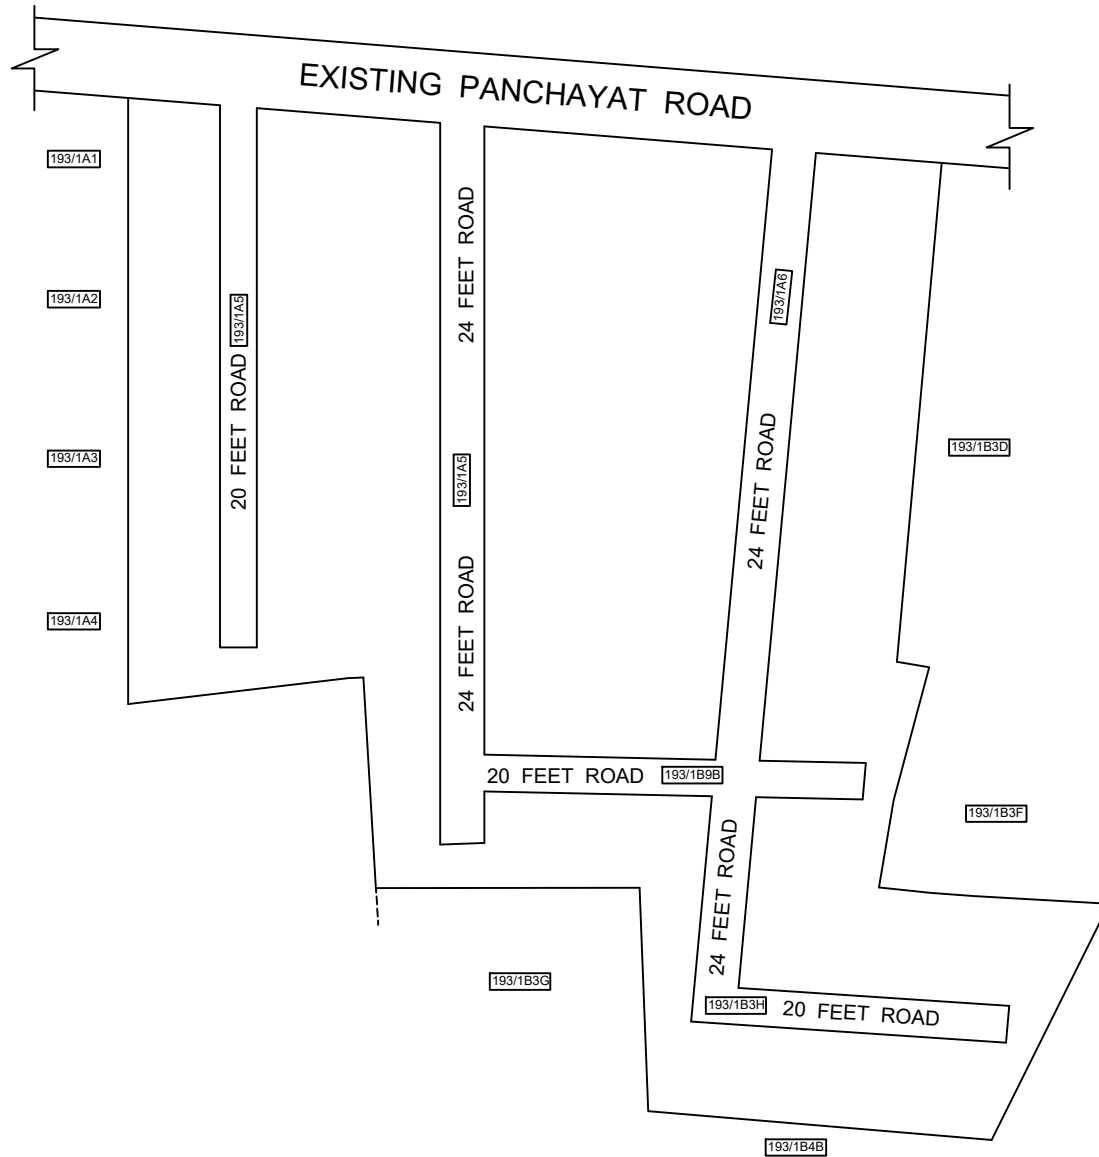 EXISTING PANCHAYAT ROAD
193/1A1
24 FEET ROAD
193/1A2
193/1A5
193/1A6
20 FEET ROAD
193/1A3
193/1A5
24 FEET ROAD
193/1B3D
193/1A4
24 FEET ROAD
20 FEET ROAD
193/1B9B
193/1B3F
24 FEET ROAD
193/1B3G
193/1B3H
20 FEET ROAD
193/1B4B